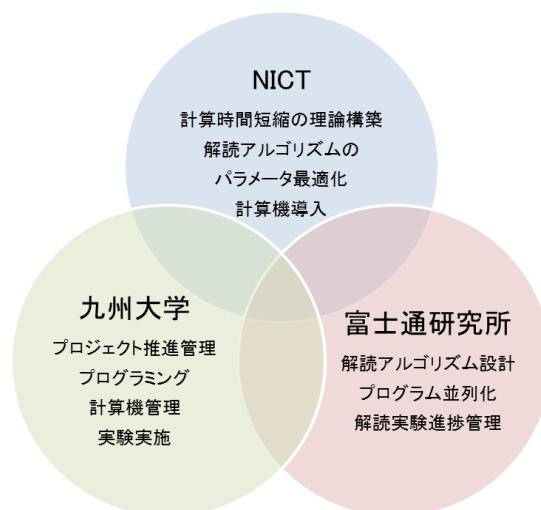 NICT
計算時間短縮の理論構築
解読アルゴリズムの
パラメータ最適化
計算機導入
九州大学
プロジェクト推進管理
プログラミング
計算機管理
実験実施
富士通研究所
解読アルゴリズム設計
プログラム並列化
解読実験進捗管理